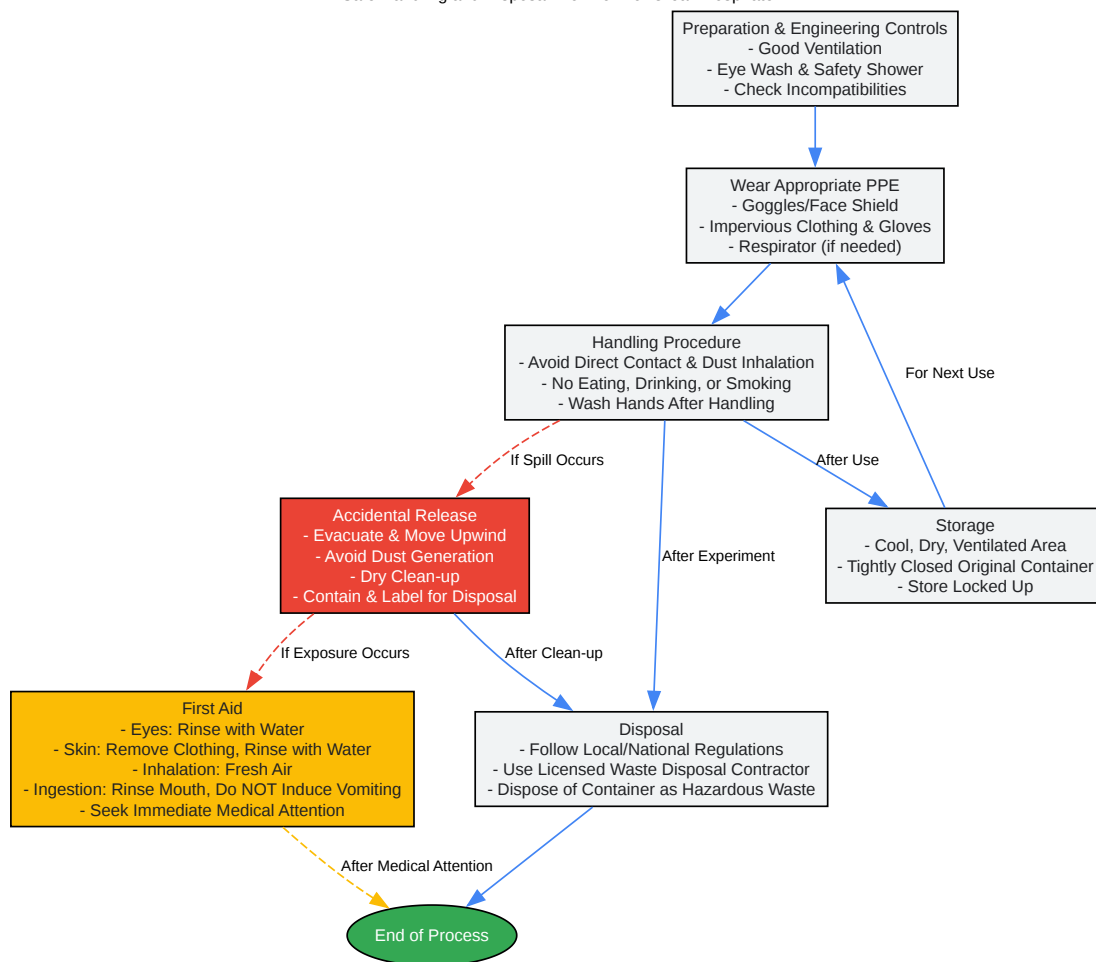 Preparation & Engineering Controls
- Good Ventilation
- Eye Wash & Safety Shower
- Check Incompatibilities
Wear Appropriate PPE
- Goggles/Face Shield
- Impervious Clothing & Gloves
- Respirator (if needed)
Handling Procedure
- Avoid Direct Contact & Dust Inhalation
- No Eating, Drinking, or Smoking
- Wash Hands After Handling
For Next Use
If Spill Occurs
After Use
Accidental Release
- Evacuate & Move Upwind
- Avoid Dust Generation
- Dry Clean-up
- Contain & Label for Disposal
After Experiment
Storage
- Cool, Dry, Ventilated Area
- Tightly Closed Original Container
- Store Locked Up
If Exposure Occurs
After Clean-up
First Aid
- Eyes: Rinse with Water
- Skin: Remove Clothing, Rinse with Water
- Inhalation: Fresh Air
- Ingestion: Rinse Mouth, Do NOT Induce Vomiting
- Seek Immediate Medical Attention
Disposal
- Follow Local/National Regulations
- Use Licensed Waste Disposal Contractor
- Dispose of Container as Hazardous Waste
After Medical Attention
End of Process